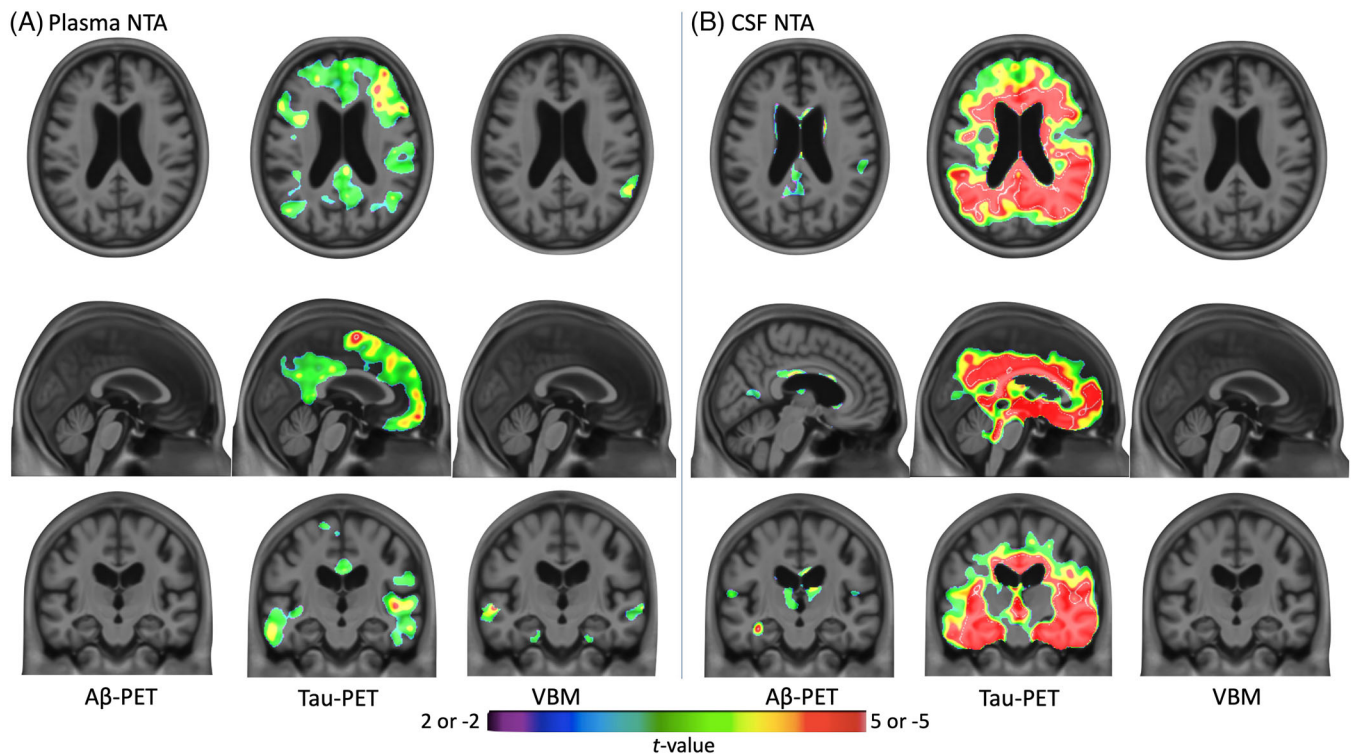 (A) Plasma NTA
(B) CSF NTA
Aβ-PET
Tau-PET
VBM
Aβ-PET
Tau-PET
VBM
2 or -2
5 or -5
t-value